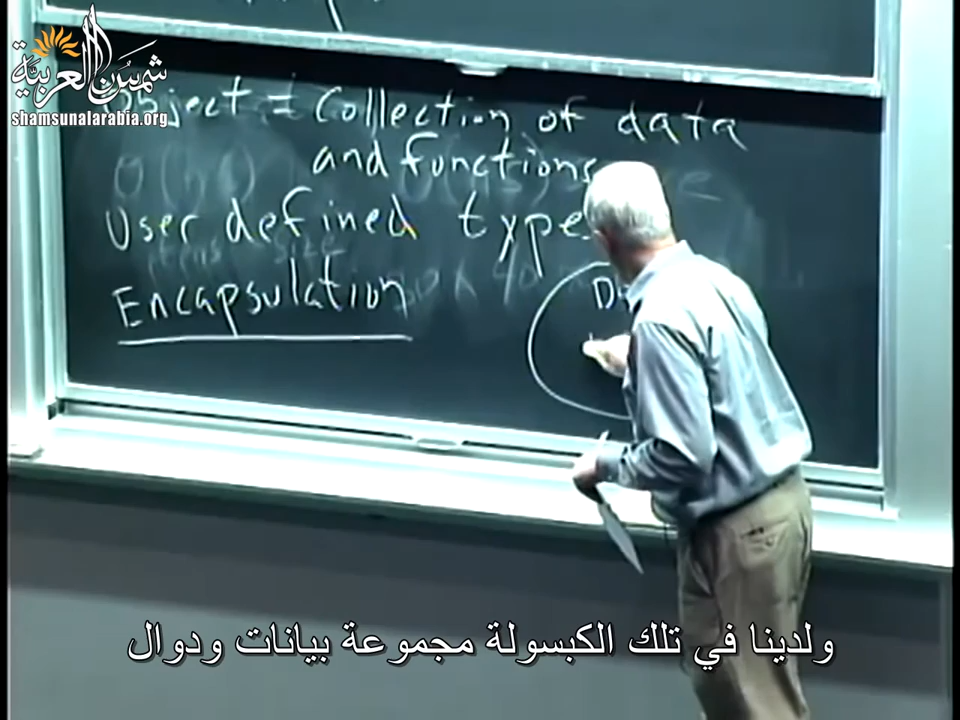 شمس العربية
shamsunalarabia.org
Object = Collection of data
and functions
User defined types
Encapsulation
D
ولدينا في تلك الكبسولة مجموعة بيانات ودوال